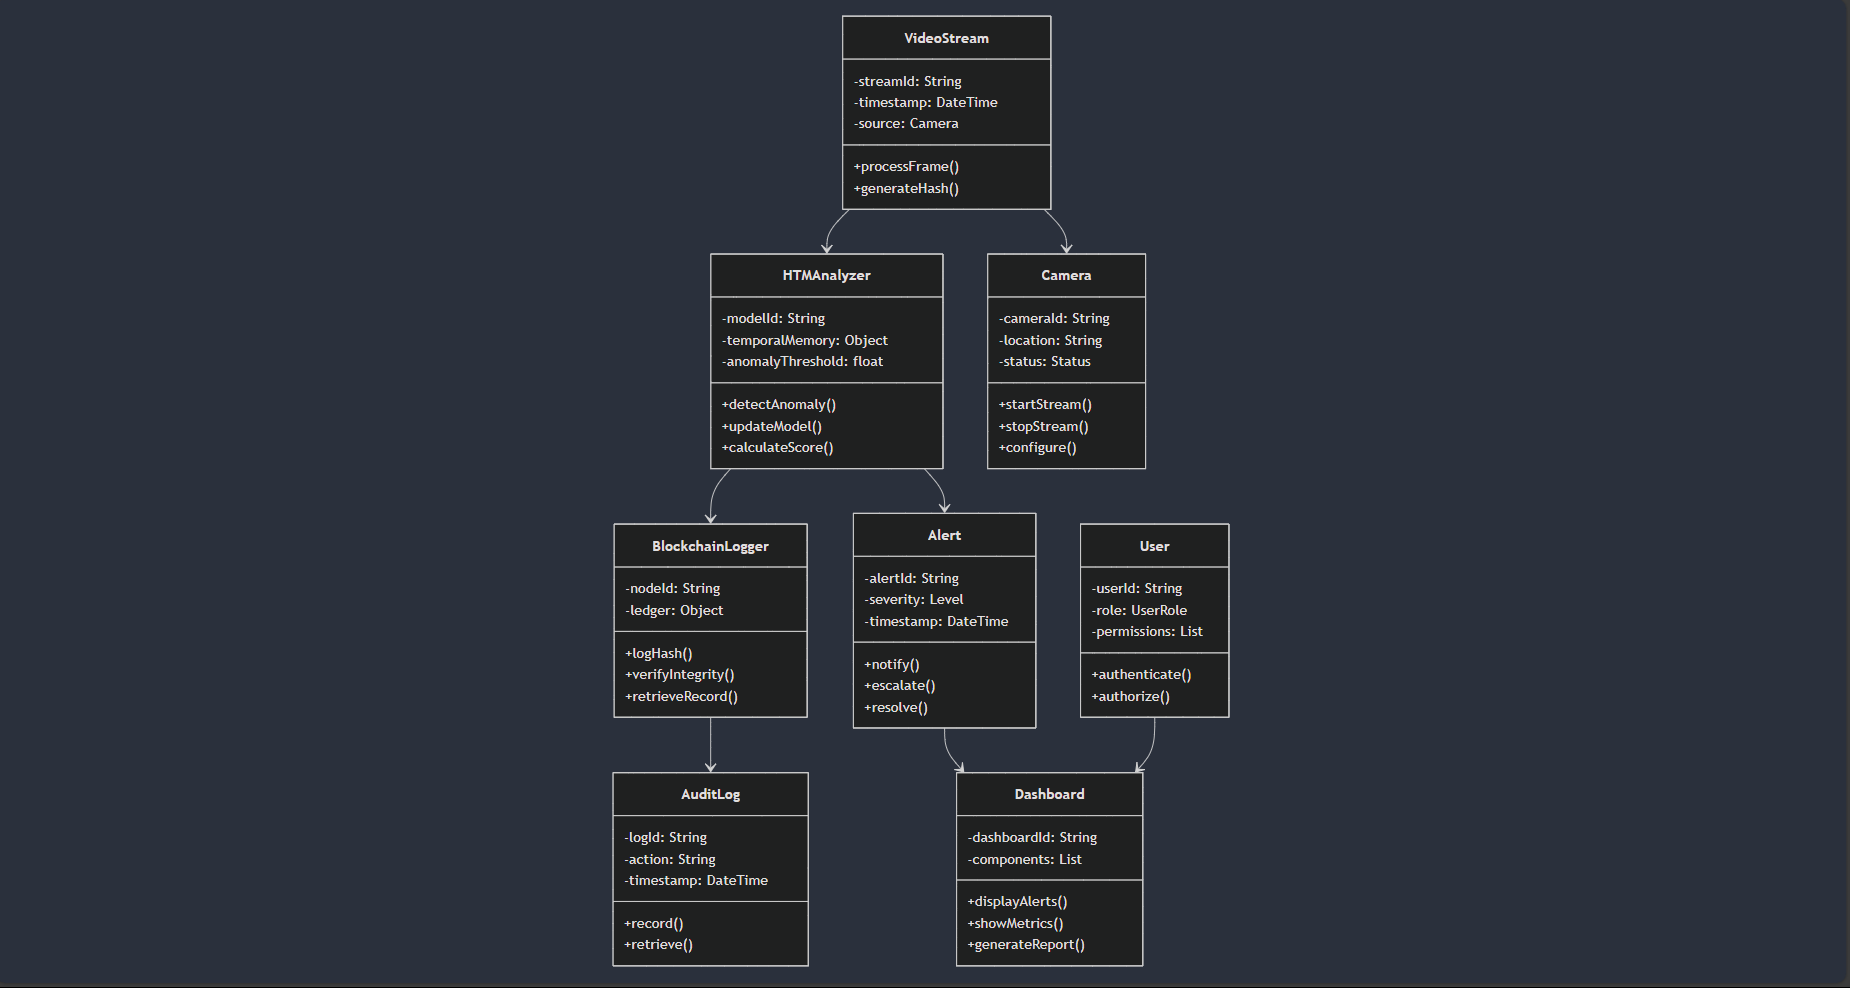 VideoStream
-streamId: String
-timestamp: DateTime
-source: Camera
+processFrame()
+generateHash()
HTMAnalyzer
-modelId: String
-temporalMemory: Object
-anomalyThreshold: float
+detectAnomaly()
+updateModel()
+calculateScore()
Camera
-cameraId: String
-location: String
-status: Status
+startStream()
+stopStream()
+configure()
BlockchainLogger
-nodeId: String
-ledger: Object
+logHash()
+verifyIntegrity()
+retrieveRecord()
Alert
-alertId: String
-severity: Level
-timestamp: DateTime
+notify()
+escalate()
+resolve()
User
-userId: String
-role: UserRole
-permissions: List
+authenticate()
+authorize()
AuditLog
-logId: String
-action: String
-timestamp: DateTime
+record()
+retrieve()
Dashboard
-dashboardId: String
-components: List
+displayAlerts()
+showMetrics()
+generateReport()